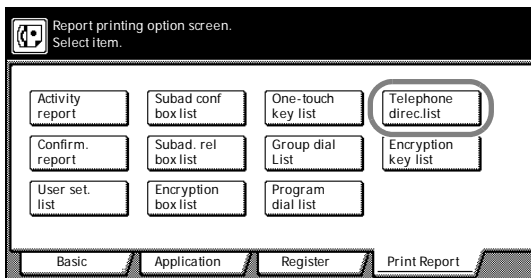 Report printing option screen.
Select item.
Activity
report
Subad conf
box list
One-touch
key list
Telephone
direc.list
Confirm.
report
Subad. rel
box list
Group dial
List
Encryption
key list
User set.
list
Encryption
box list
Program
dial list
Basic
Application
Register
Print Report